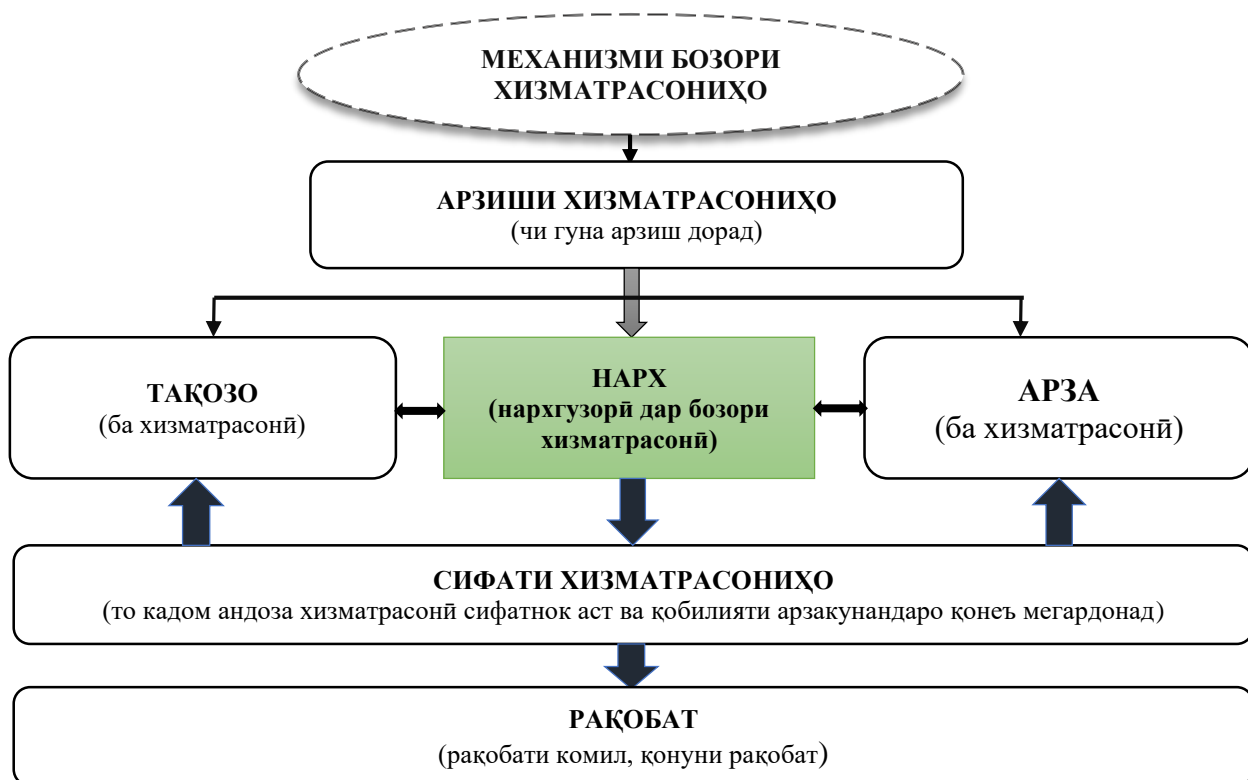 МЕХАНИЗМИ БОЗОРИ
ХИЗМАТРАСОНИҲО
АРЗИШИ ХИЗМАТРАСОНИҲО
(чи гуна арзиш дорад)
ТАҚОЗО
(ба хизматрасонӣ)
НАРХ
(нархгузорӣ дар бозори
хизматрасонӣ)
АРЗА
(ба хизматрасонӣ)
СИФАТИ ХИЗМАТРАСОНИҲО
(то кадом андоза хизматрасонӣ сифатнок аст ва қобилияти арзакунандаро қонеъ мегардонад)
РАҚОБАТ
(рақобати комил, қонуни рақобат)